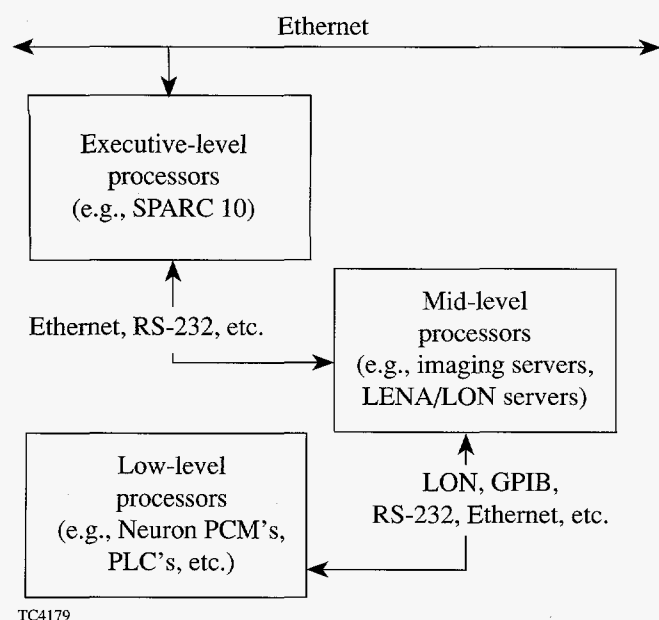 Ethernet
Executive-level
processors
(e.g., SPARC 10)
Ethernet, RS-232, etc.
Mid-level
processors
(e.g., imaging servers,
LENA/LON servers)
Low-level
processors
(e.g., Neuron PCM's,
PLC's, etc.)
LON, GPIB,
RS-232, Ethernet, etc.
TC4179